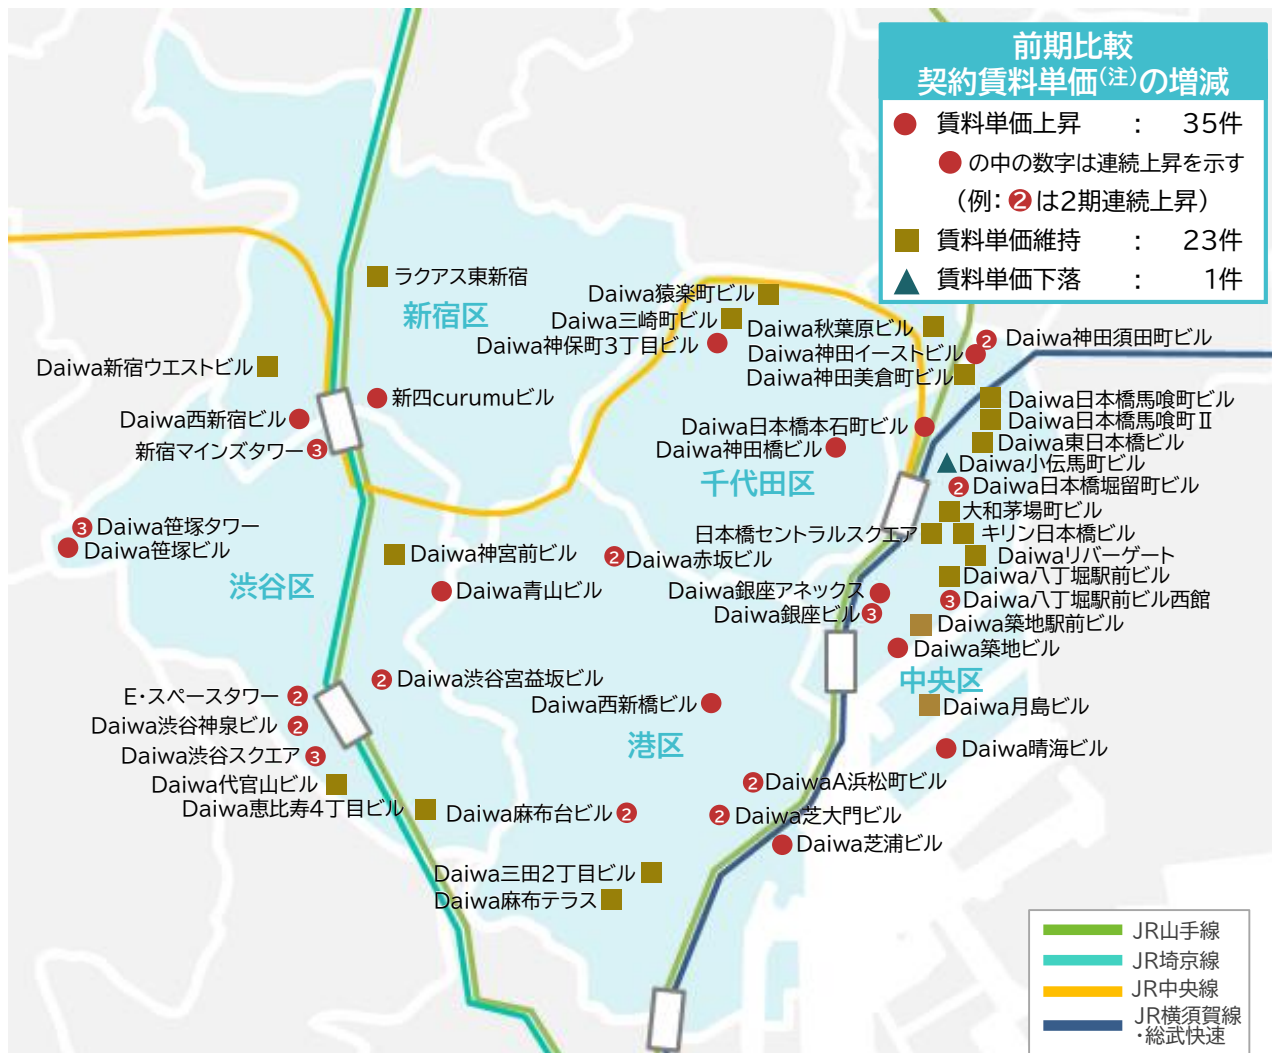 前期比較
契約賃料単価(注)の増減
賃料単価上昇 : 35件
の中の数字は連続上昇を示す
(例: 2は2期連続上昇)
賃料単価維持 : 23件
賃料単価下落 : 1件
ラクアス東新宿
新宿区
Daiwa猿楽町ビル
Daiwa三崎町ビル
Daiwa神保町3丁目ビル
Daiwa秋葉原ビル
2 Daiwa神田須田町ビル
Daiwa神田イーストビル
Daiwa神田美倉町ビル
Daiwa新宿ウエストビル
新四curumuビル
Daiwa西新宿ビル
新宿マインズタワー 3
Daiwa日本橋馬喰町ビル
Daiwa日本橋馬喰町Ⅱ
Daiwa日本橋本石町ビル
Daiwa東日本橋ビル
Daiwa神田橋ビル
Daiwa小伝馬町ビル
千代田区
2 Daiwa日本橋堀留町ビル
大和茅場町ビル
日本橋セントラルスクエア
キリン日本橋ビル
3 Daiwa笹塚タワー
Daiwa笹塚ビル
Daiwa神宮前ビル
2 Daiwa赤坂ビル
Daiwaリバーゲート
Daiwa八丁堀駅前ビル
渋谷区
Daiwa青山ビル
Daiwa銀座アネックス
3 Daiwa八丁堀駅前ビル西館
Daiwa銀座ビル 3
Daiwa築地駅前ビル
Daiwa築地ビル
中央区
2 Daiwa渋谷宮益坂ビル
E・スペースタワー 2
Daiwa西新橋ビル
Daiwa月島ビル
Daiwa渋谷神泉ビル 2
港区
Daiwa晴海ビル
Daiwa渋谷スクエア 3
Daiwa代官山ビル
2 DaiwaA浜松町ビル
Daiwa恵比寿4丁目ビル
Daiwa麻布台ビル 2
2 Daiwa芝大門ビル
Daiwa芝浦ビル
Daiwa三田2丁目ビル
Daiwa麻布テラス
JR山手線
JR埼京線
JR中央線
JR横須賀線
・総武快速